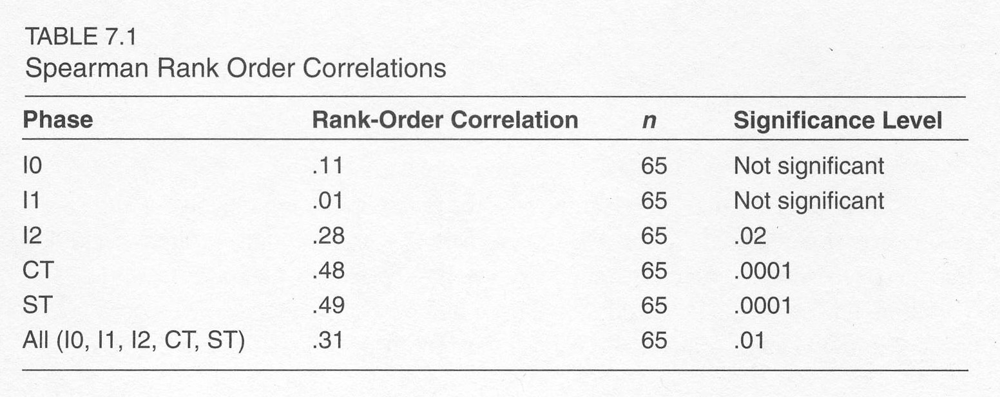 TABLE 7.1
Spearman Rank Order Correlations
Phase Rank-Order Correlation n Significance Level
I0 .11 65 Not significant
I1 .01 65 Not significant
I2 .28 65 .02
CT .48 65 .0001
ST .49 65 .0001
All (I0, I1, I2, CT, ST) .31 65 .01